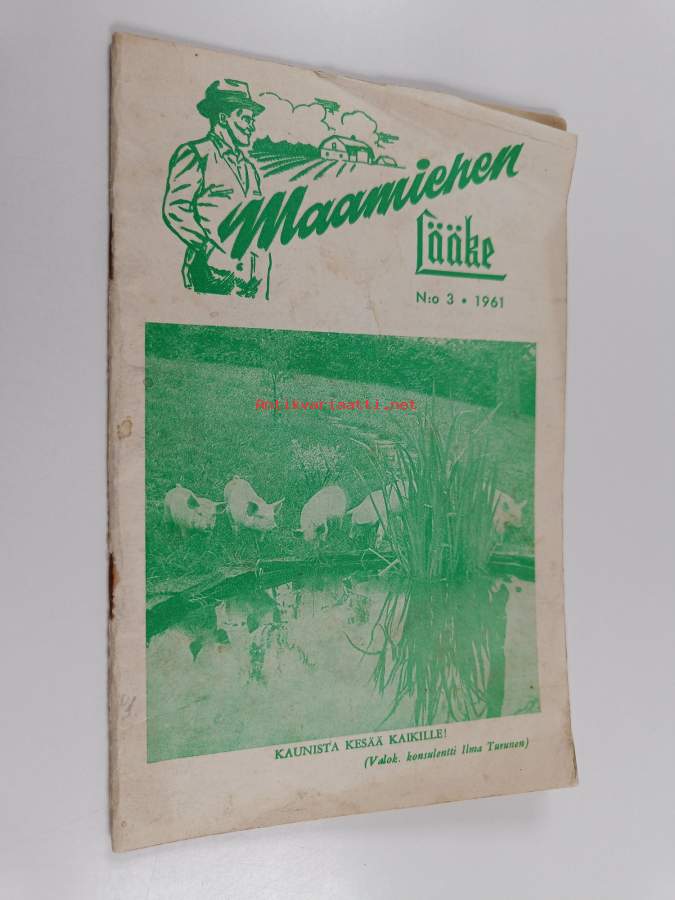 Maamiehen
Lääke
N:o 3 • 1961
Antikvariaatti.net
KAUNISTA KESÄÄ KAIKILLE!
(Valok. konsulentti Ilma Turunen)